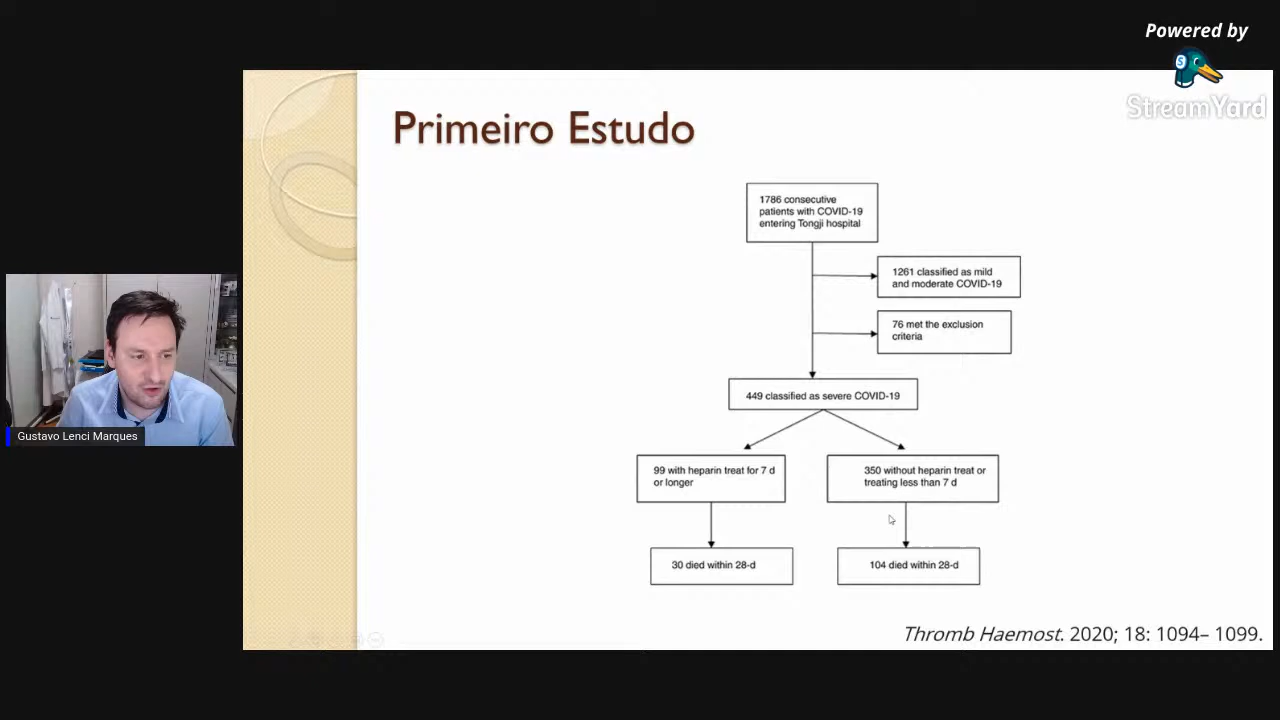 Powered by
StreamYard
Primeiro Estudo
1786 consecutive
patients with COVID-19
entering Tongji hospital
1261 classified as mild
and moderate COVID-19
76 met the exclusion
criteria
449 classified as severe COVID-19
99 with heparin treat for 7 d
or longer
350 without heparin treat or
treating less than 7 d
30 died within 28-d
104 died within 28-d
Gustavo Lenci Marques
Thromb Haemost. 2020; 18: 1094– 1099.